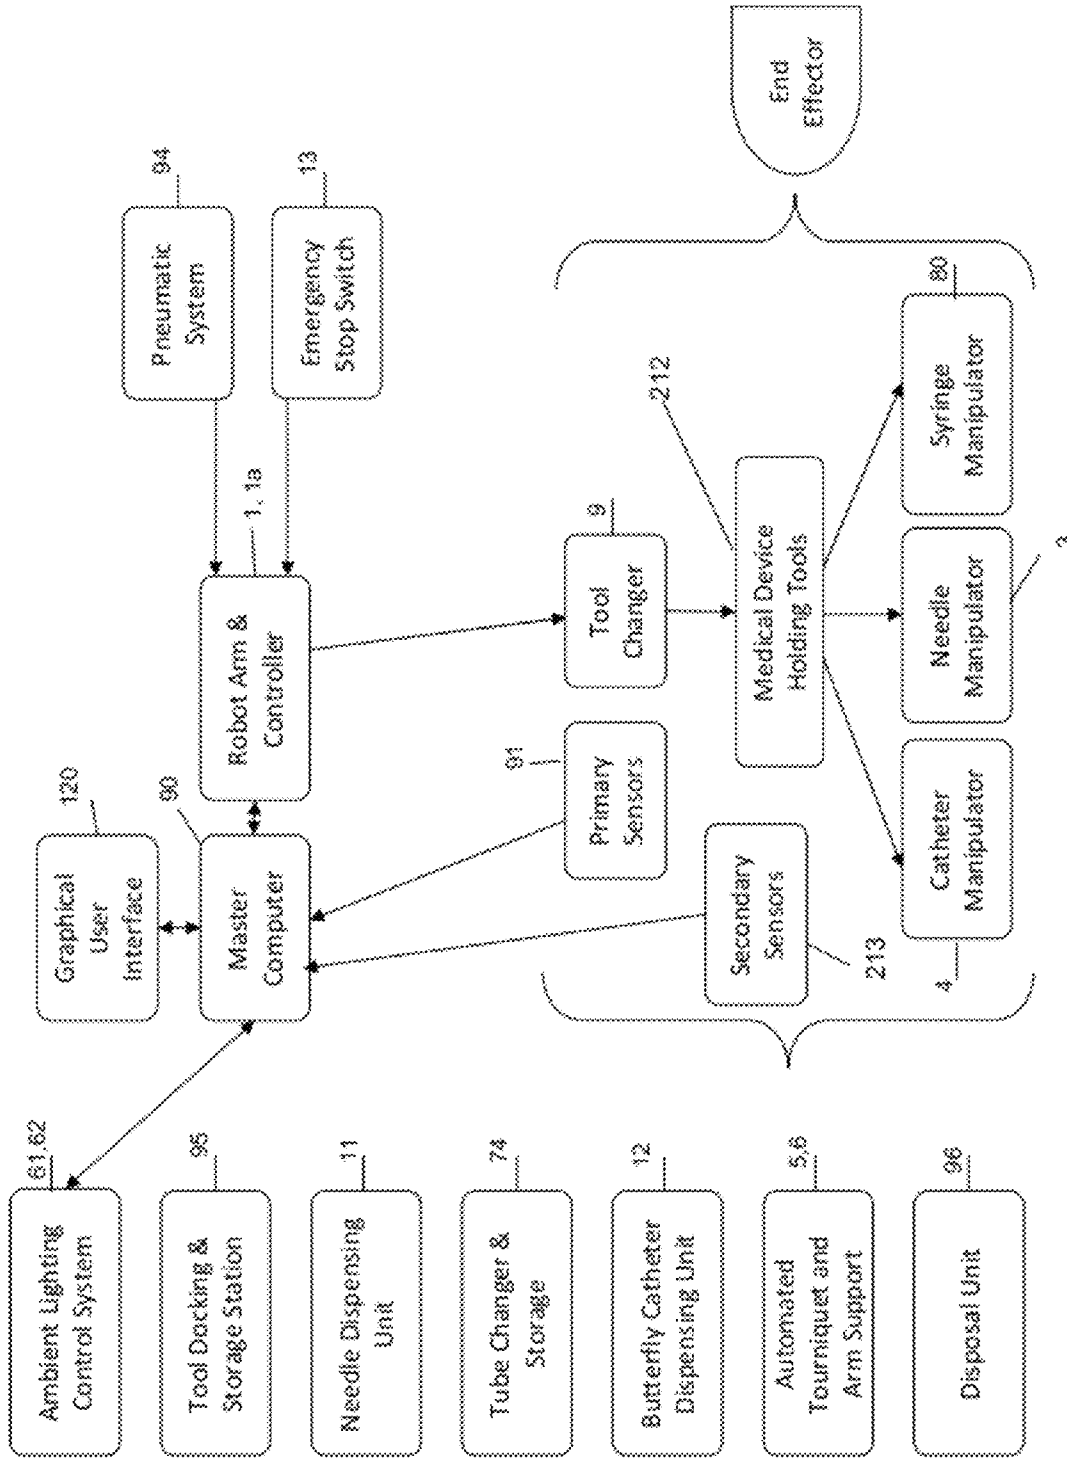 Ambient Lighting
Control System
61,62
Tool Docking &
Storage Station
95
Needle Dispensing
Unit
11
Tube Changer &
Storage
74
Butterfly Catheter
Dispensing Unit
12
Automated
Tourniquet and
Arm Support
5,6
Disposal Unit
96
Graphical
User
Interface
120
Master
Computer
90
Robot Arm &
Controller
1, 1a
Pneumatic
System
94
Emergency
Stop Switch
13
Primary
Sensors
91
Secondary
Sensors
213
Tool
Changer
9
Medical Device
Holding Tools
212
Catheter
Manipulator
4
Needle
Manipulator
Syringe
Manipulator
80
End
Effector